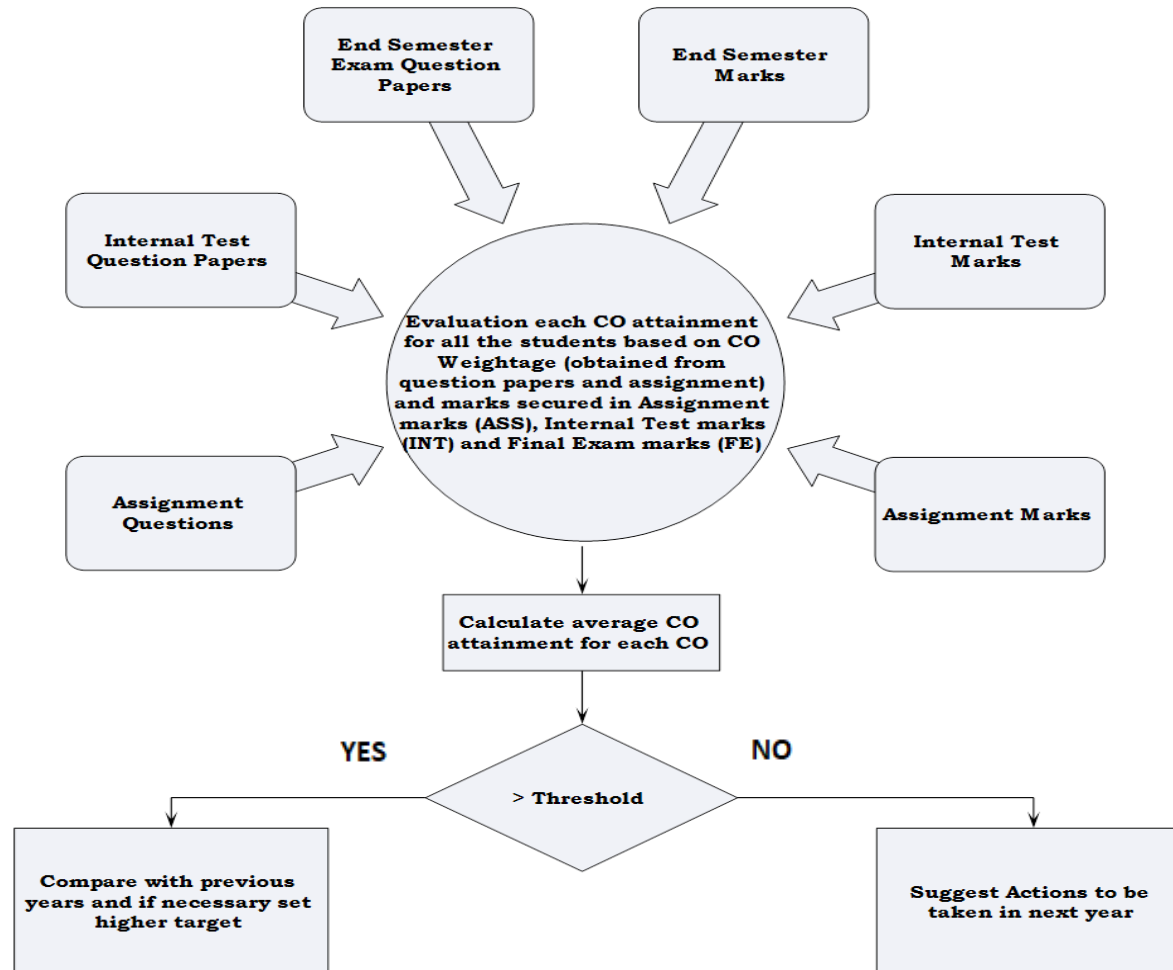 End Semester
Exam Question
Papers
End Semester
Marks
Internal Test
Question Papers
Internal Test
Marks
Evaluation each CO attainment
for all the students based on CO
Weightage (obtained from
question papers and assignment)
and marks secured in Assignment
marks (ASS), Internal Test marks
(INT) and Final Exam marks (FE)
Assignment
Questions
Assignment Marks
Calculate average CO
attainment for each CO
YES
NO
> Threshold
Compare with previous
years and if necessary set
higher target
Suggest Actions to be
taken in next year